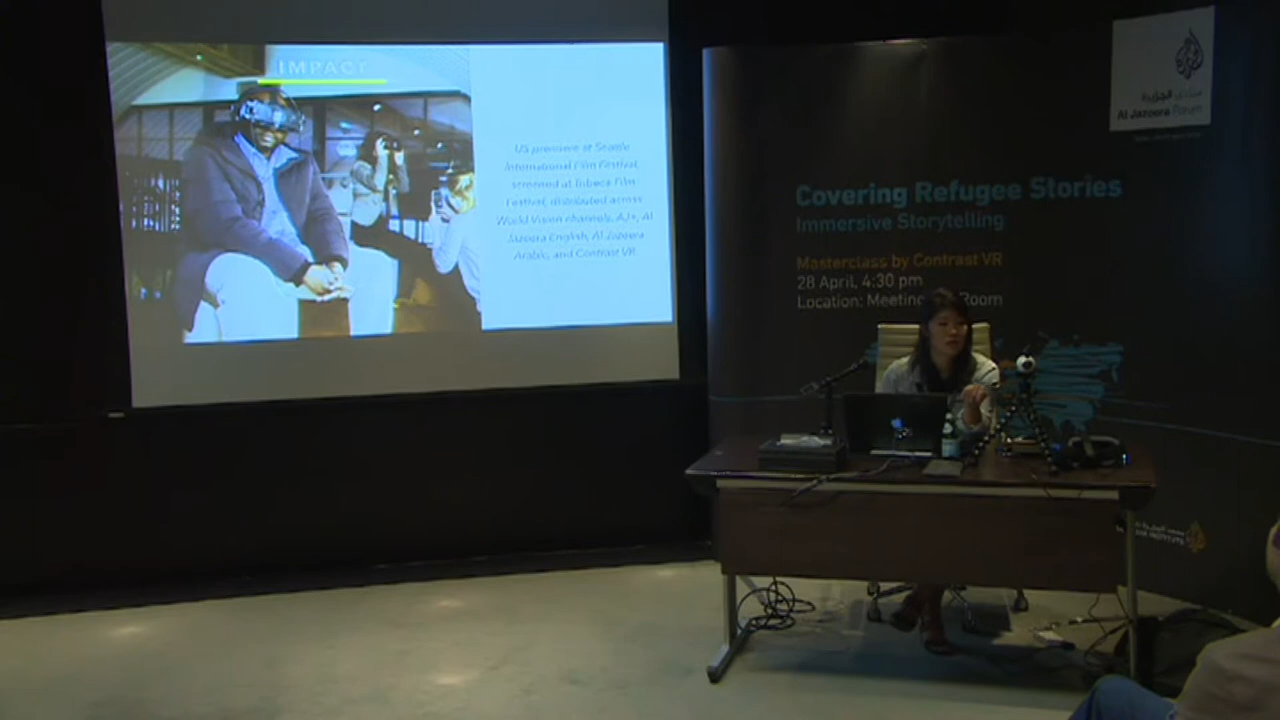 IMPACT
US premiere at Seattle
International Film Festival,
screened at Tribeca Film
Festival, distributed across
World Vision channels, AJ+, Al
Jazeera English, Al Jazeera
Arabic, and Contrast VR
الجزيرة
Al Jazeera Forum
Covering Refugee Stories
Immersive Storytelling
Masterclass by Contrast VR
28 April, 4:30 pm
Location: Meeting Room